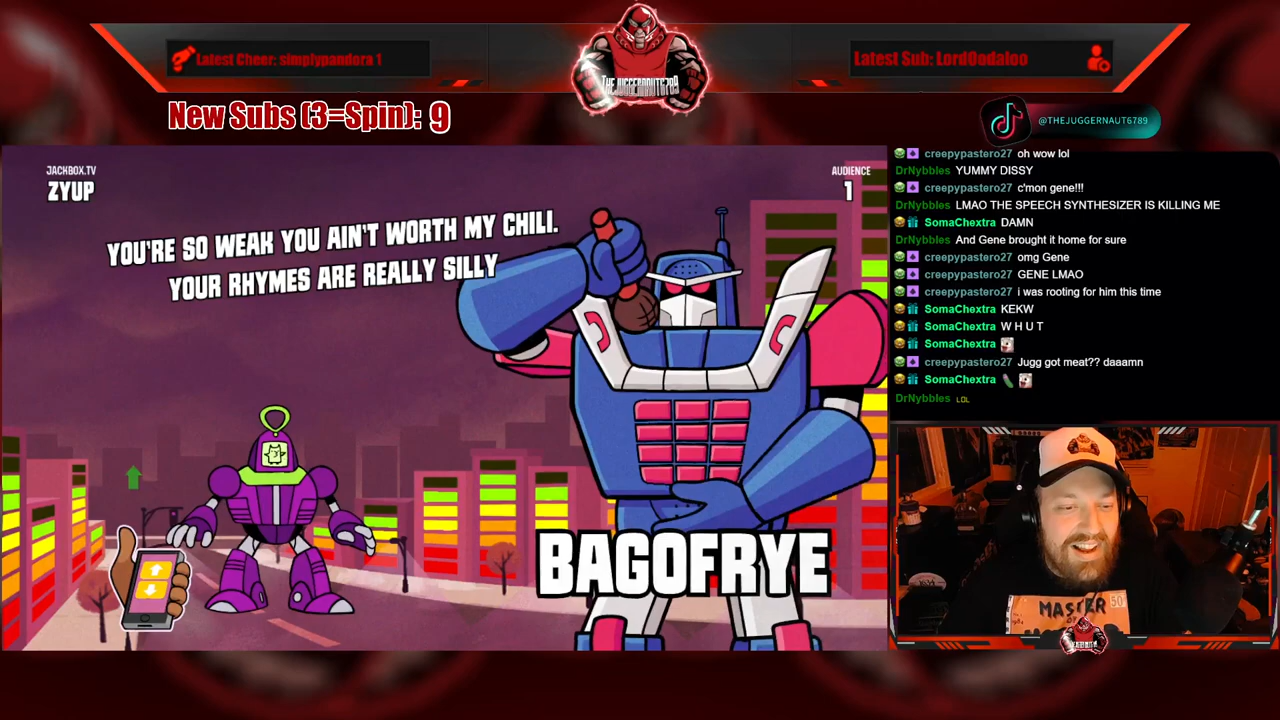 Latest Cheer: simplypandora 1
THEJUGGERNAUT6789
Latest Sub: LordOodaloo
New Subs (3=Spin): 9
@THEJUGGERNAUT6789
JACKBOX.TV
ZYUP
AUDIENCE
1
YOU'RE SO WEAK YOU AIN'T WORTH MY CHILL.
YOUR RHYMES ARE REALLY SILLY
BAGOFRYE
creepypastero27 oh wow lol
DrNybbles YUMMY DISSY
creepypastero27 c'mon gene!!!
DrNybbles LMAO THE SPEECH SYNTHESIZER IS KILLING ME
SomaChextra DAMN
DrNybbles And Gene brought it home for sure
creepypastero27 omg Gene
creepypastero27 GENE LMAO
creepypastero27 i was rooting for him this time
SomaChextra KEKW
SomaChextra W H U T
SomaChextra
creepypastero27 Jugg got meat?? daaamn
SomaChextra
DrNybbles LOL
MASTER
50